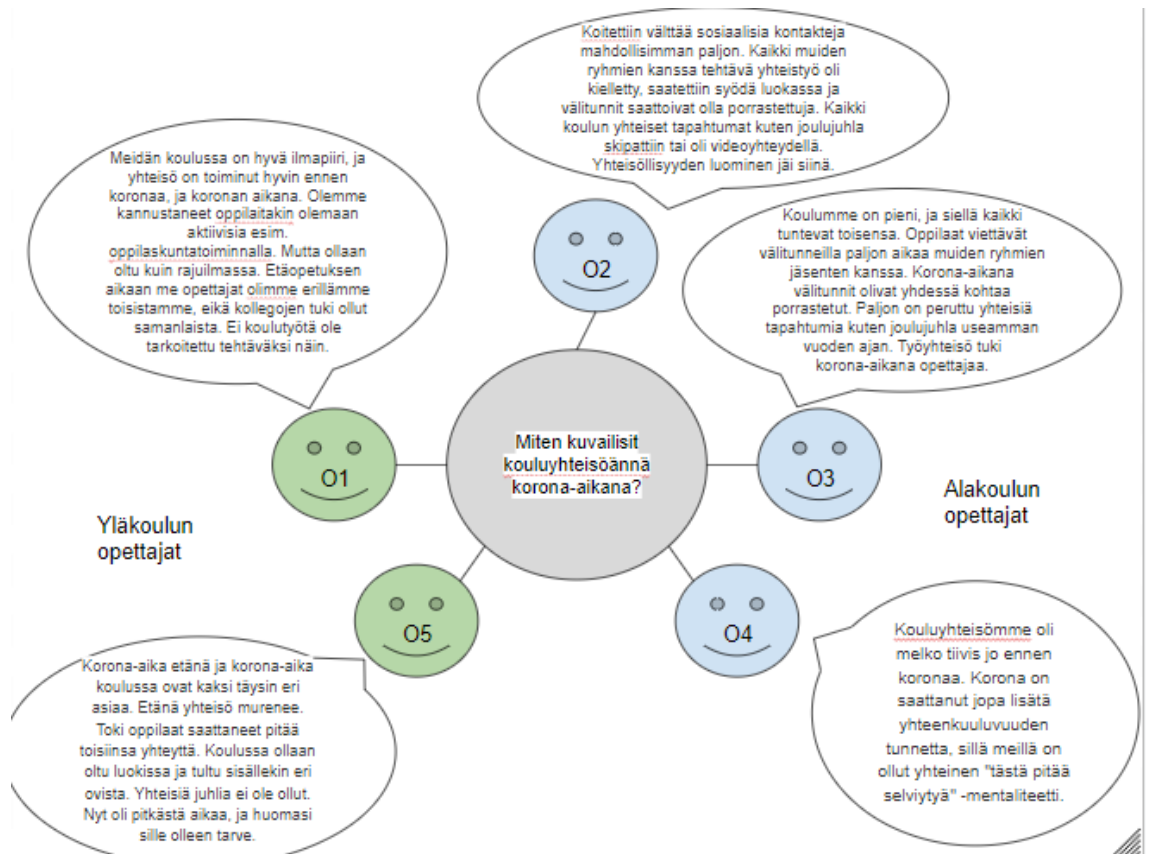 Koitettiin välttää sosiaalisia kontakteja
mahdollisimman paljon. Kaikki muiden
ryhmien kanssa tehtävä yhteistyö oli
kielletty, saatettiin syödä luokassa ja
välitunnit saattoivat olla porrastettuja. Kaikki
koulun yhteiset tapahtumat kuten joulujuhla
skipattiin tai oli videoyhteydellä.
Yhteisöllisyyden luominen jäi siinä.
Meidän koulussa on hyvä ilmapiiri, ja
yhteisö on toiminut hyvin ennen
koronaa, ja koronan aikana. Olemme
kannustaneet oppilaitakin olemaan
aktiivisia esim.
oppilaskuntatoiminnalla. Mutta ollaan
oltu kuin rajuilmassa. Etäopetuksen
aikaan me opettajat olimme erillämme
toisistamme, eikä kollegojen tuki ollut
samanlaista. Ei koulutyötä ole
tarkoitettu tehtäväksi näin.
Koulumme on pieni, ja siellä kaikki
tuntevat toisensa. Oppilaat viettävät
välitunneilla paljon aikaa muiden ryhmien
jäsenten kanssa. Korona-aikana
välitunnit olivat yhdessä kohtaa
porrastetut. Paljon on peruttu yhteisiä
tapahtumia kuten joulujuhla useamman
vuoden ajan. Työyhteisö tuki
korona-aikana opettajaa.
O2
O1
Miten kuvailisit
kouluyhteisöännä
korona-aikana?
O3
Yläkoulun
opettajat
Alakoulun
opettajat
O5
O4
Korona-aika etänä ja korona-aika
koulussa ovat kaksi täysin eri
asiaa. Etänä yhteisö murenee.
Toki oppilaat saattaneet pitää
toisiinsa yhteyttä. Koulussa ollaan
oltu luokissa ja tultu sisällekin eri
ovista. Yhteisiä juhlia ei ole ollut.
Nyt oli pitkästä aikaa, ja huomasi
sille olleen tarve.
Kouluyhteisömme oli
melko tiivis jo ennen
koronaa. Korona on
saattanut jopa lisätä
yhteenkuuluvuuden
tunnetta, sillä meillä on
ollut yhteinen "tästä pitää
selviytyä" -mentaliteetti.